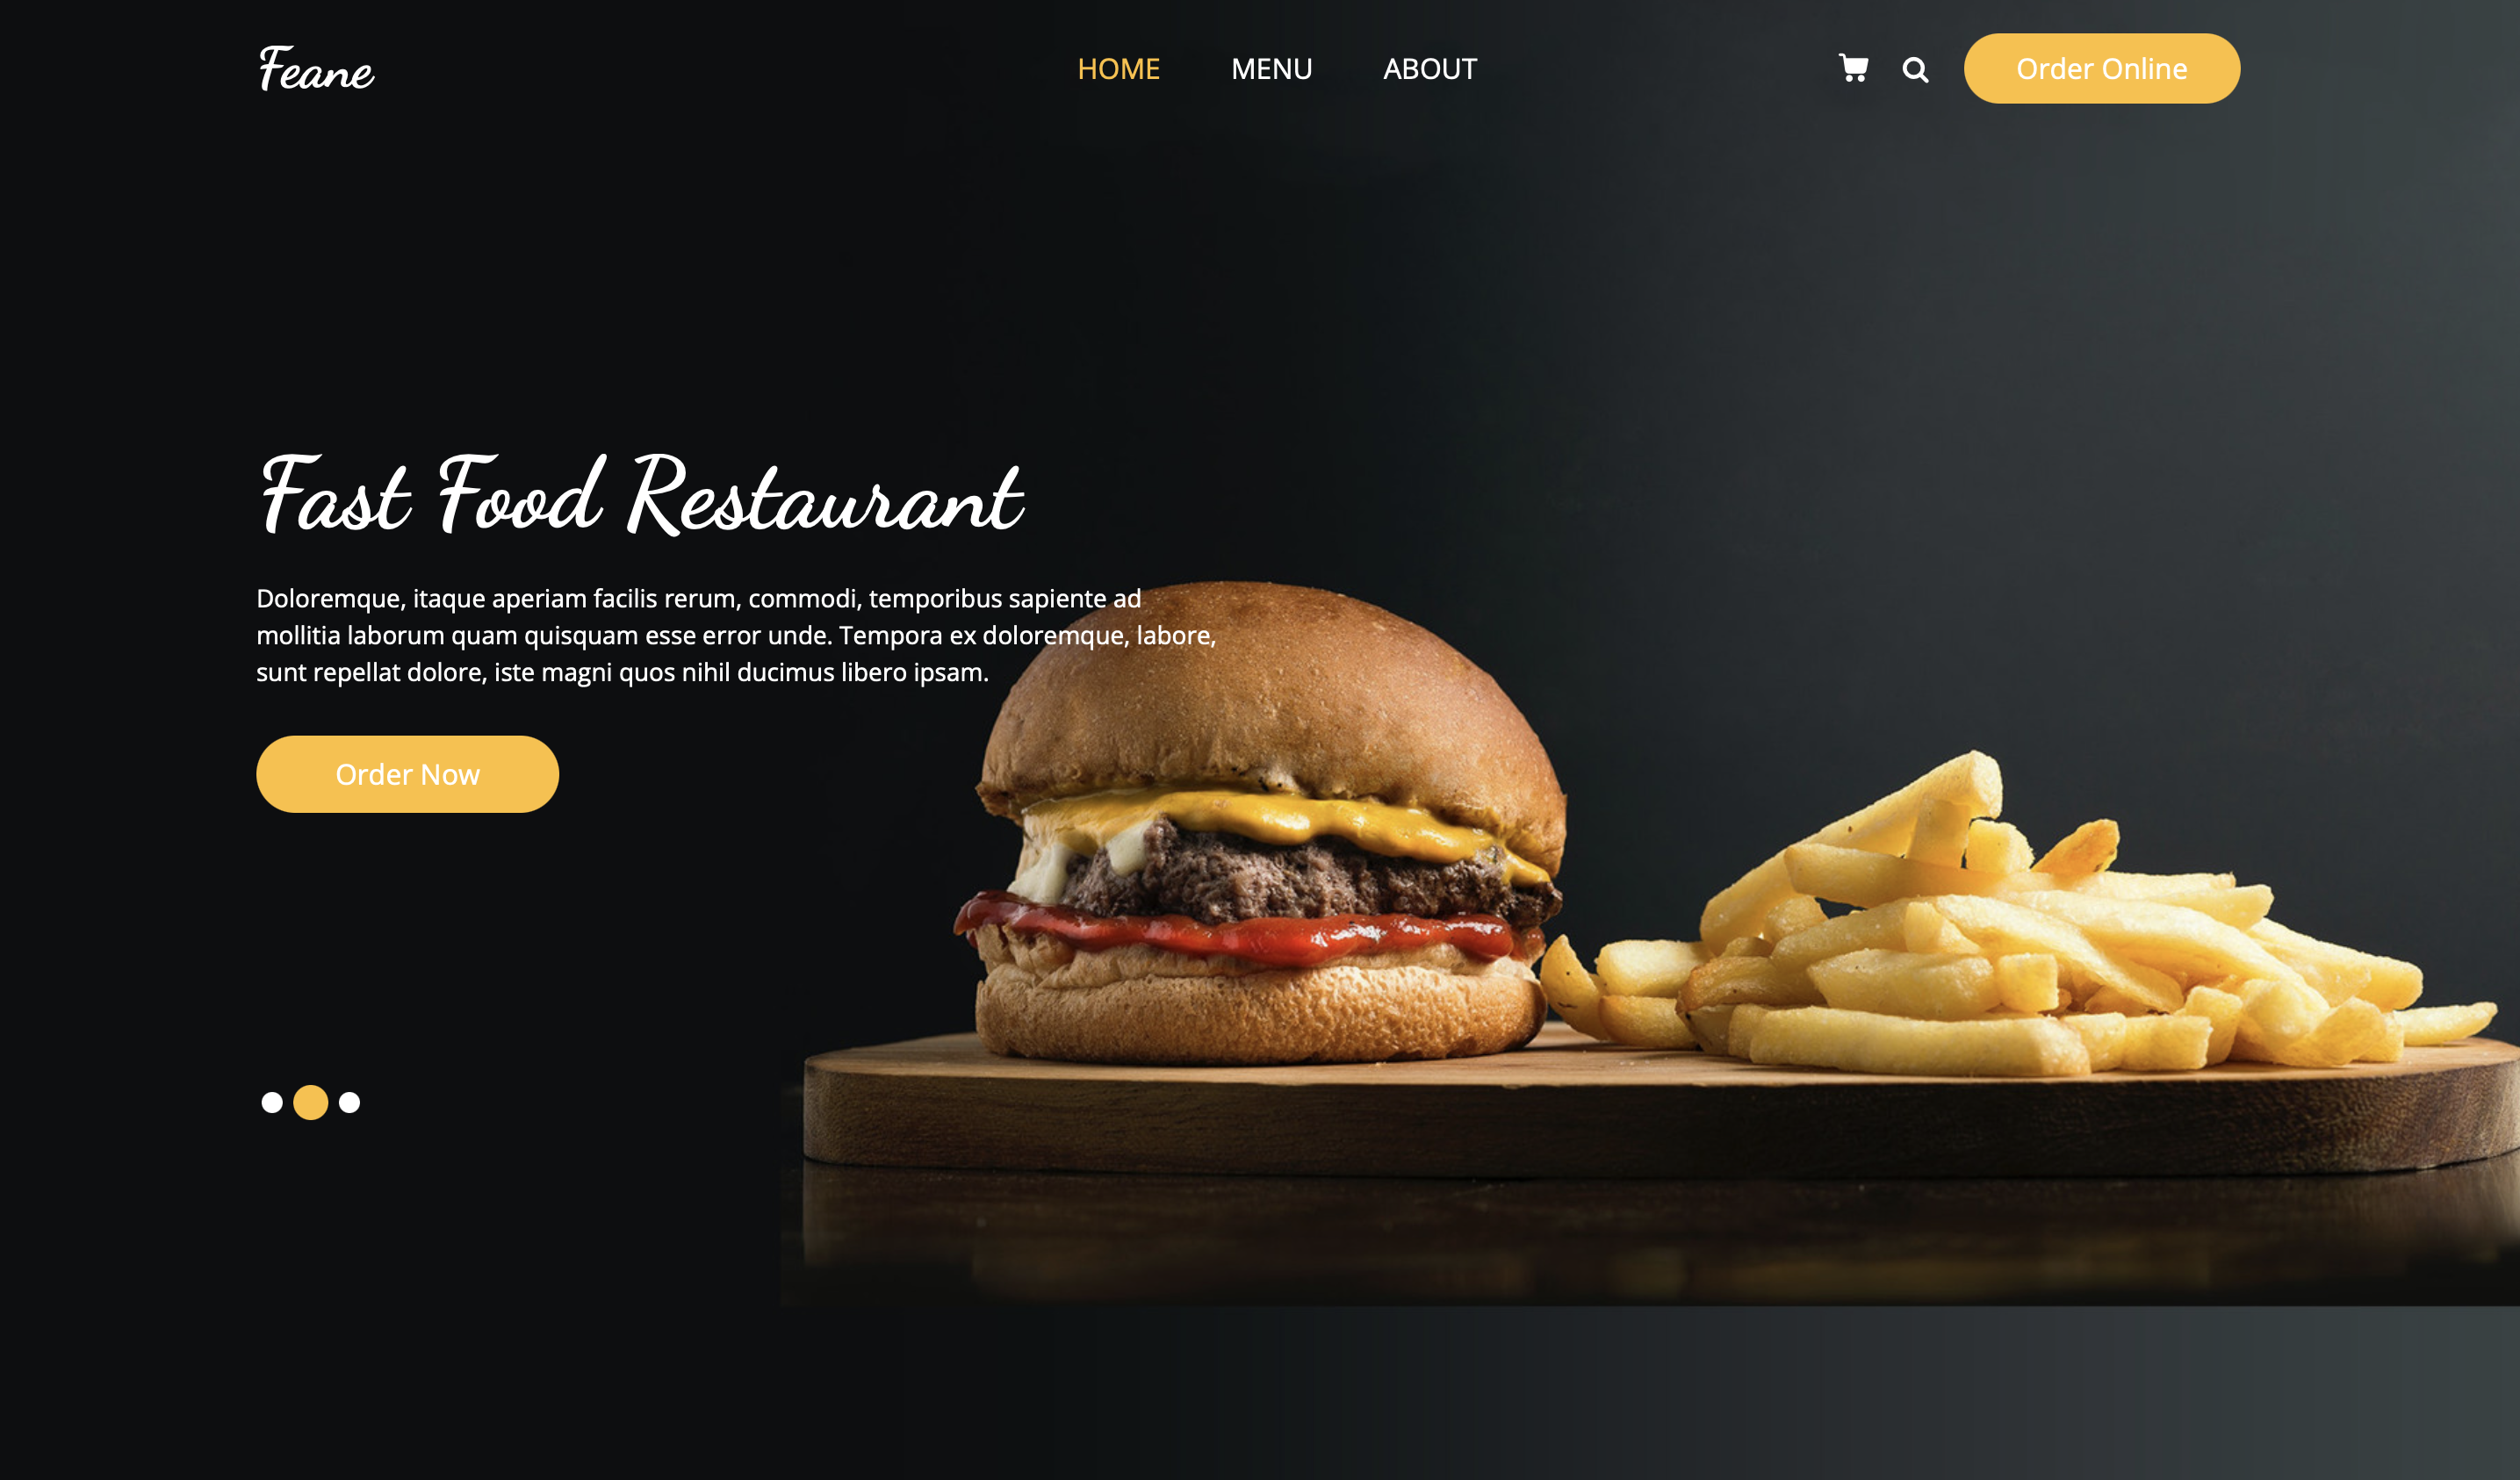 Feane
HOME
MENU
ABOUT
Order Online
Fast Food Restaurant
Doloremque, itaque aperiam facilis rerum, commodi, temporibus sapiente ad
mollitia laborum quam quisquam esse error unde. Tempora ex doloremque, labore,
sunt repellat dolore, iste magni quos nihil ducimus libero ipsam.
Order Now